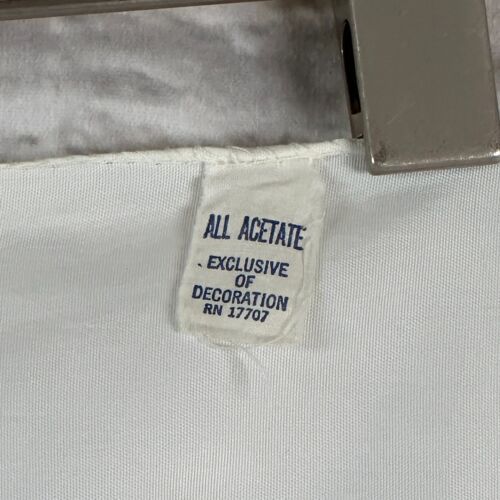 ALL ACETATE
EXCLUSIVE
OF
DECORATION
RN 17707